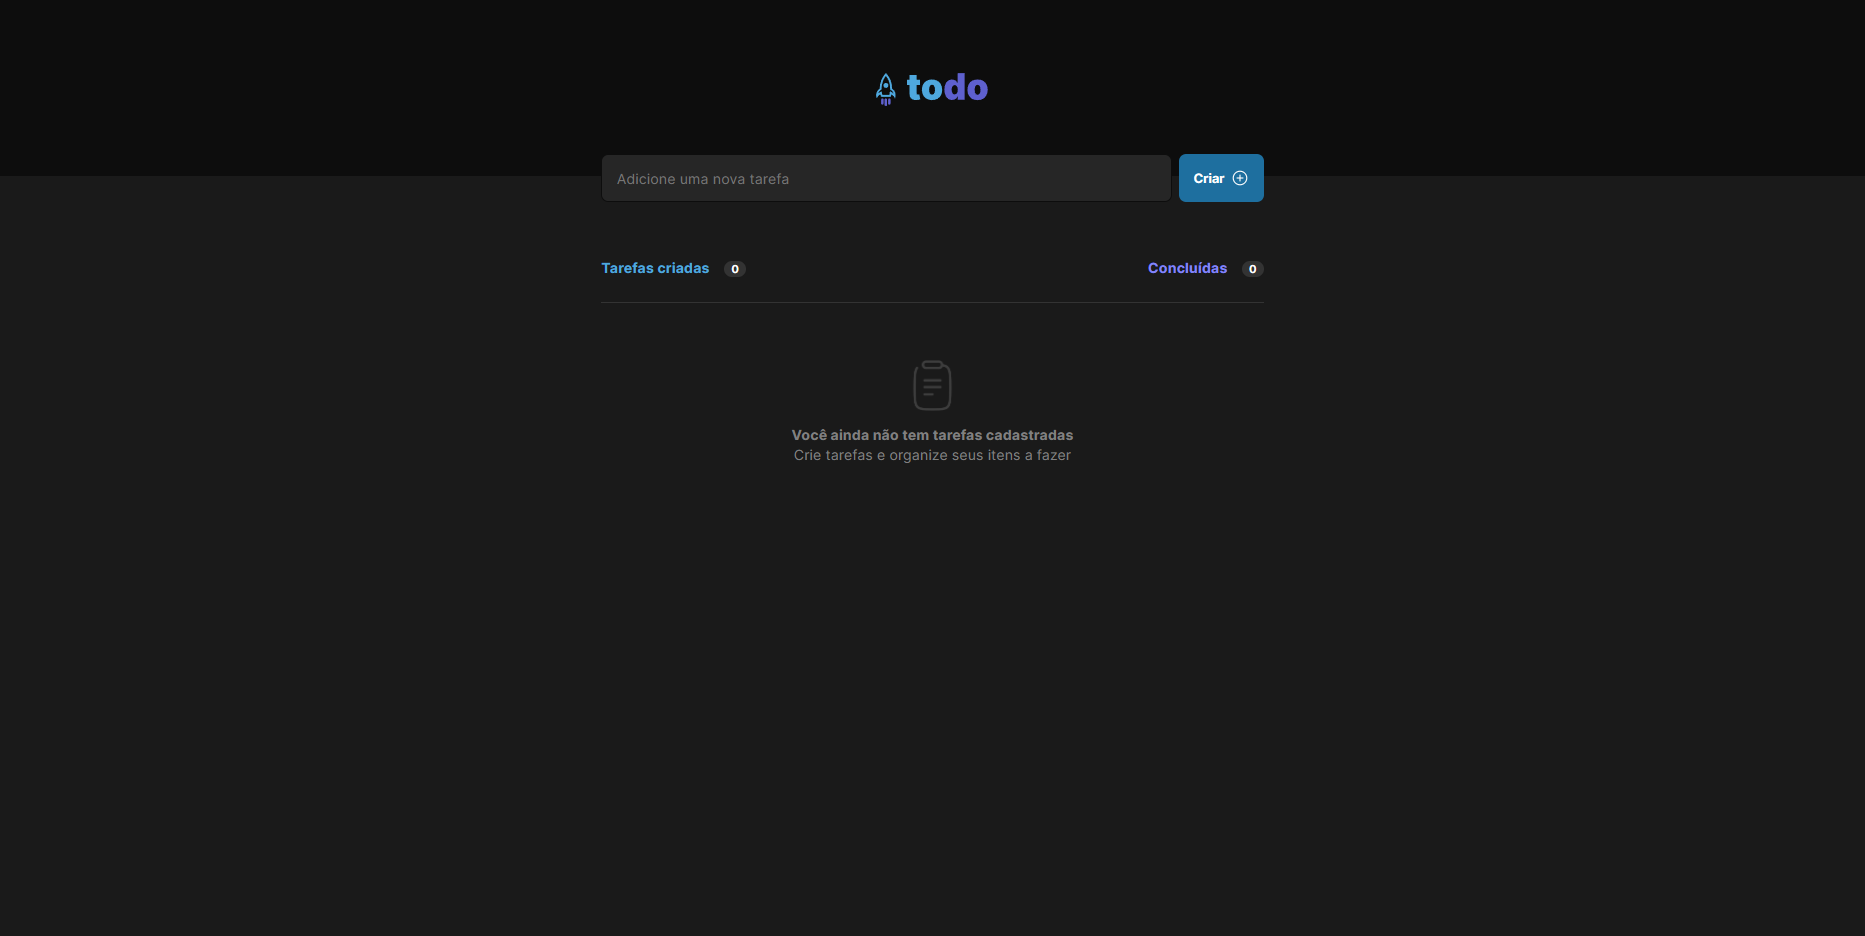 todo
Adicione uma nova tarefa
Criar
Tarefas criadas 0
Concluídas 0
Você ainda não tem tarefas cadastradas
Crie tarefas e organize seus itens a fazer